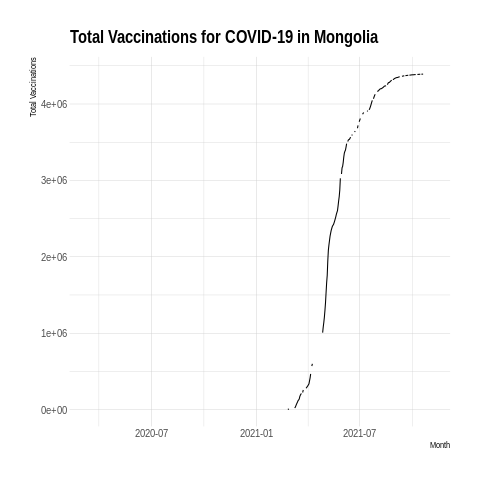 Total Vaccinations for COVID-19 in Mongolia
Total Vaccinations
4e+06
3e+06
2e+06
1e+06
0e+00
2020-07 2021-01 2021-07
Month